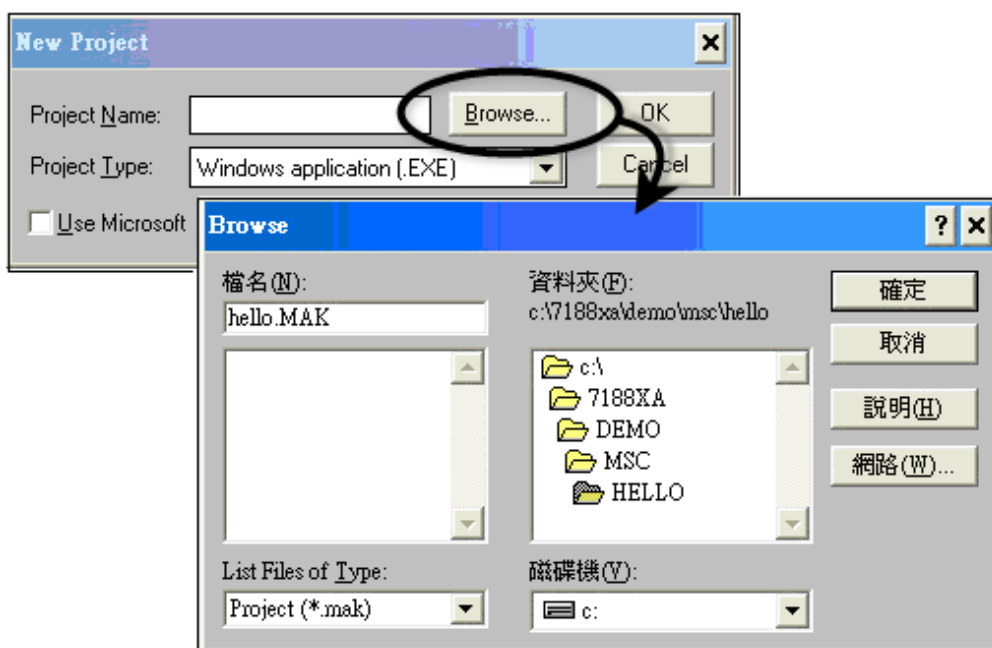 New Project
Project Name:
Browse...
OK
Project Type:
Windows application (.EXE)
Cancel
Use Microsoft
Browse
檔名(N):
hello.MAK
資料夾(F):
c:\7188xa\demo\msc\hello
確定
取消
c:\
7188XA
DEMO
MSC
HELLO
說明(H)
網路(W)...
List Files of Type:
Project (*.mak)
磁碟機(V):
c: